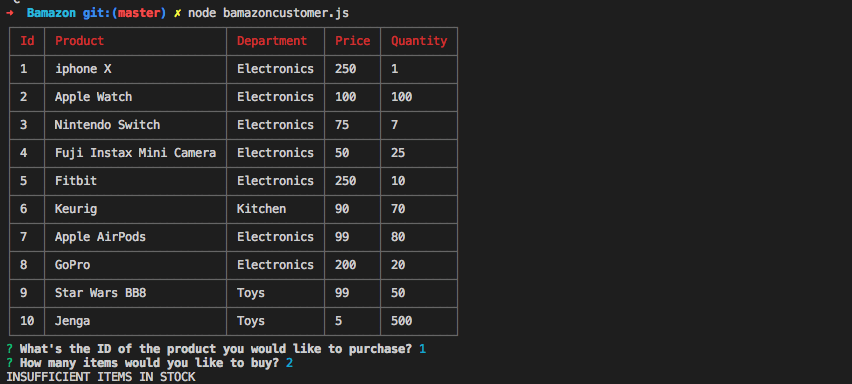 ➜ Bamazon git:(master) ✗ node bamazoncustomer.js
Id Product Department Price Quantity
1 iphone X Electronics 250 1
2 Apple Watch Electronics 100 100
3 Nintendo Switch Electronics 75 7
4 Fuji Instax Mini Camera Electronics 50 25
5 Fitbit Electronics 250 10
6 Keurig Kitchen 90 70
7 Apple AirPods Electronics 99 80
8 GoPro Electronics 200 20
9 Star Wars BB8 Toys 99 50
10 Jenga Toys 5 500
? What's the ID of the product you would like to purchase? 1
? How many items would you like to buy? 2
INSUFFICIENT ITEMS IN STOCK